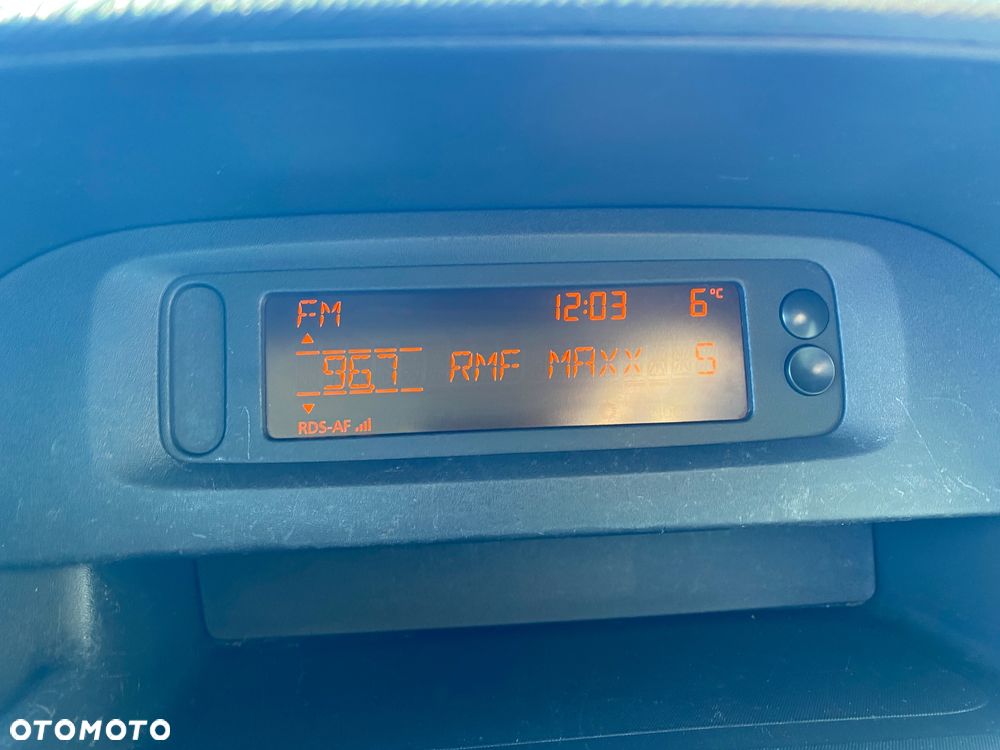 FM 12:03 6°C
96.7 RMF MAXX 5
RDS-AF
OTOMOTO